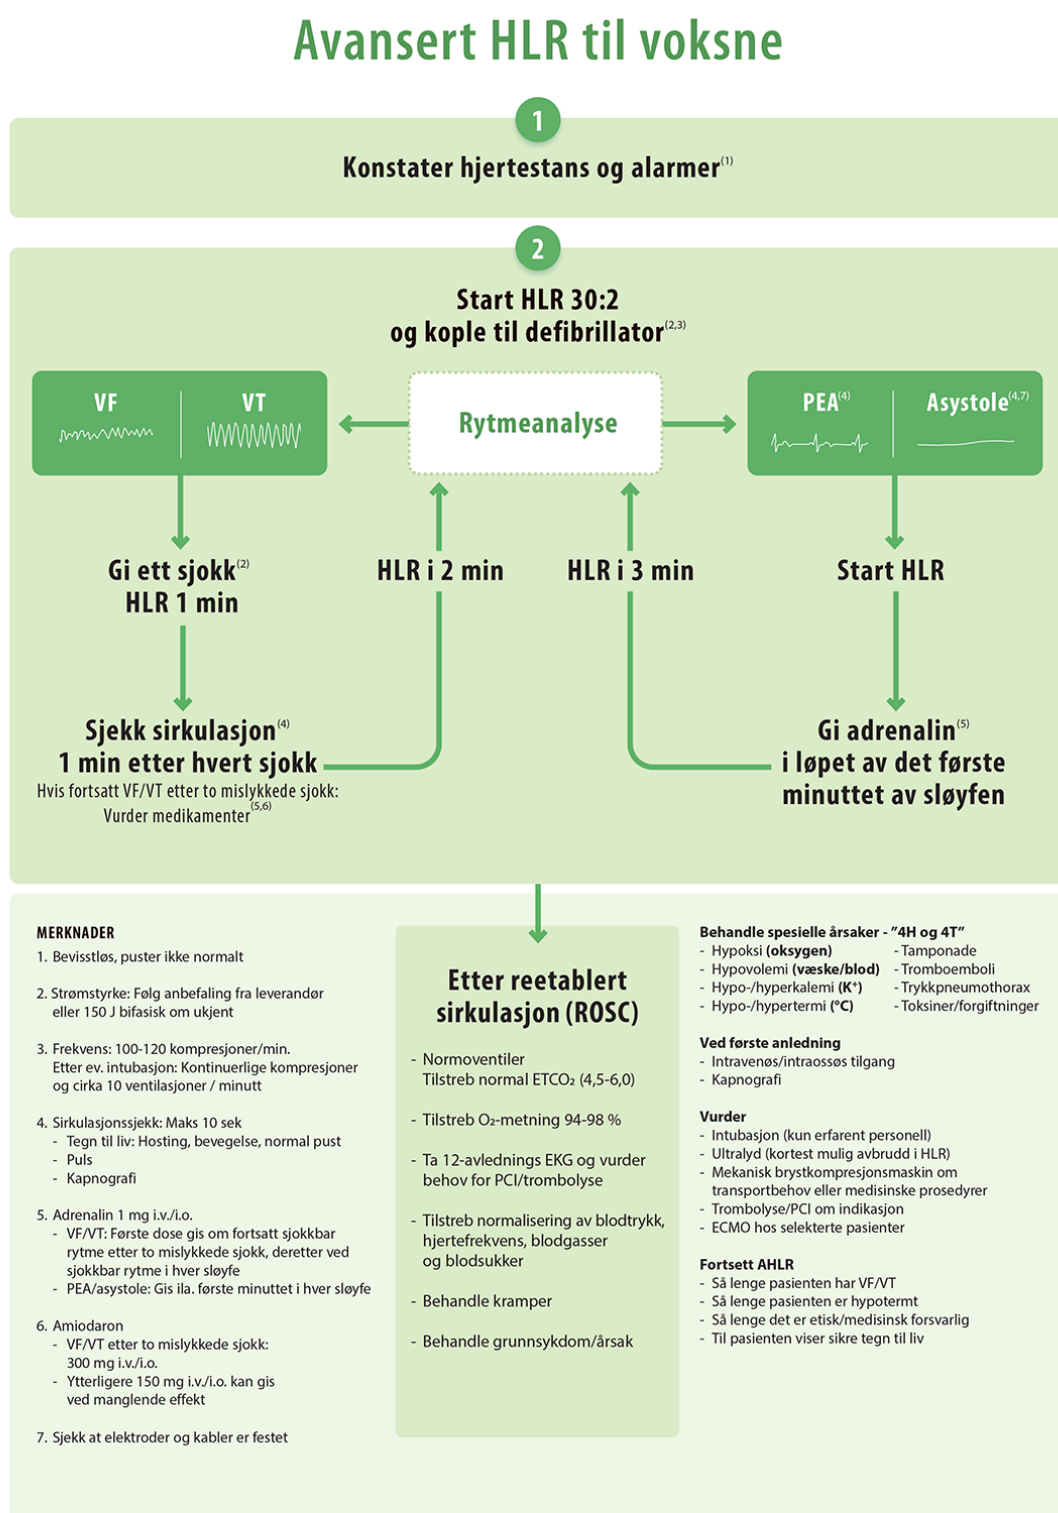 Avansert HLR til voksne
1
Konstater hjertestans og alarmer(1)
2
Start HLR 30:2
og kople til defibrillator(2,3)
VF
VT
Rytmeanalyse
PEA(4)
Asystole(4,7)
Gi ett sjokk(2)
HLR 1 min
HLR i 2 min
HLR i 3 min
Start HLR
Sjekk sirkulasjon(4)
1 min etter hvert sjokk
Hvis fortsatt VF/VT etter to mislykkede sjokk:
Vurder medikamenter(5,6)
Gi adrenalin(5)
i løpet av det første
minuttet av sløyfen
MERKNADER
1. Bevisstløs, puster ikke normalt
2. Strømstyrke: Følg anbefaling fra leverandør
eller 150 J bifasisk om ukjent
3. Frekvens: 100-120 kompresjoner/min.
Etter ev. intubasjon: Kontinuerlige kompresjoner
og cirka 10 ventilasjoner / minutt
4. Sirkulasjonssjekk: Maks 10 sek
- Tegn til liv: Hosting, bevegelse, normal pust
- Puls
- Kapnografi
5. Adrenalin 1 mg i.v./i.o.
- VF/VT: Første dose gis om fortsatt sjokkbar
rytme etter to mislykkede sjokk, deretter ved
sjokkbar rytme i hver sløyfe
- PEA/asystole: Gis ila. første minuttet i hver sløyfe
6. Amiodaron
- VF/VT etter to mislykkede sjokk:
300 mg i.v./i.o.
- Ytterligere 150 mg i.v./i.o. kan gis
ved manglende effekt
7. Sjekk at elektroder og kabler er festet
Etter reetablert
sirkulasjon (ROSC)
- Normoventiler
Tilstreb normal ETCO₂ (4,5-6,0)
- Tilstreb O₂-metning 94-98 %
- Ta 12-avlednings EKG og vurder
behov for PCI/trombolyse
- Tilstreb normalisering av blodtrykk,
hjertefrekvens, blodgasser
og blodsukker
- Behandle kramper
- Behandle grunnsykdom/årsak
Behandle spesielle årsaker - ”4H og 4T”
- Hypoksi (oksygen)
- Hypovolemi (væske/blod)
- Hypo-/hyperkalemi (K⁺)
- Hypo-/hypertermi (°C)
- Tamponade
- Tromboemboli
- Trykkpneumothorax
- Toksiner/forgiftninger
Ved første anledning
- Intravenøs/intraossøs tilgang
- Kapnografi
Vurder
- Intubasjon (kun erfarent personell)
- Ultralyd (kortest mulig avbrudd i HLR)
- Mekanisk brystkompresjonsmaskin om
transportbehov eller medisinske prosedyrer
- Trombolyse/PCI om indikasjon
- ECMO hos selekterte pasienter
Fortsett AHLR
- Så lenge pasienten har VF/VT
- Så lenge pasienten er hypotermt
- Så lenge det er etisk/medisinsk forsvarlig
- Til pasienten viser sikre tegn til liv